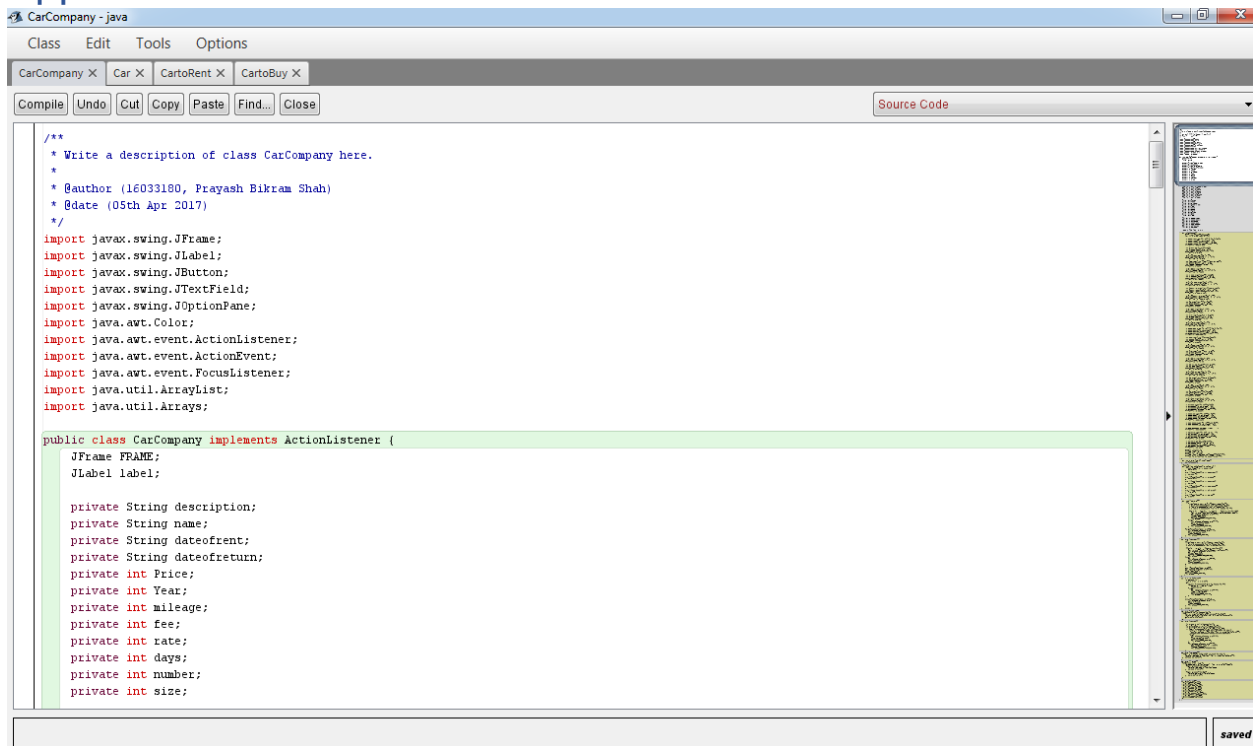 CarCompany - java
Class Edit Tools Options
CarCompany X Car X CartoRent X CartoBuy X
Compile Undo Cut Copy Paste Find... Close Source Code
/**
* Write a description of class CarCompany here.
*
* @author (16033180, Prayash Bikram Shah)
* @date (05th Apr 2017)
*/
import javax.swing.JFrame;
import javax.swing.JLabel;
import javax.swing.JButton;
import javax.swing.JTextField;
import javax.swing.JOptionPane;
import java.awt.Color;
import java.awt.event.ActionListener;
import java.awt.event.ActionEvent;
import java.awt.event.FocusListener;
import java.util.ArrayList;
import java.util.Arrays;
public class CarCompany implements ActionListener {
JFrame FRAME;
JLabel label;
private String description;
private String name;
private String dateofrent;
private String dateofreturn;
private int Price;
private int Year;
private int mileage;
private int fee;
private int rate;
private int days;
private int number;
private int size;
saved